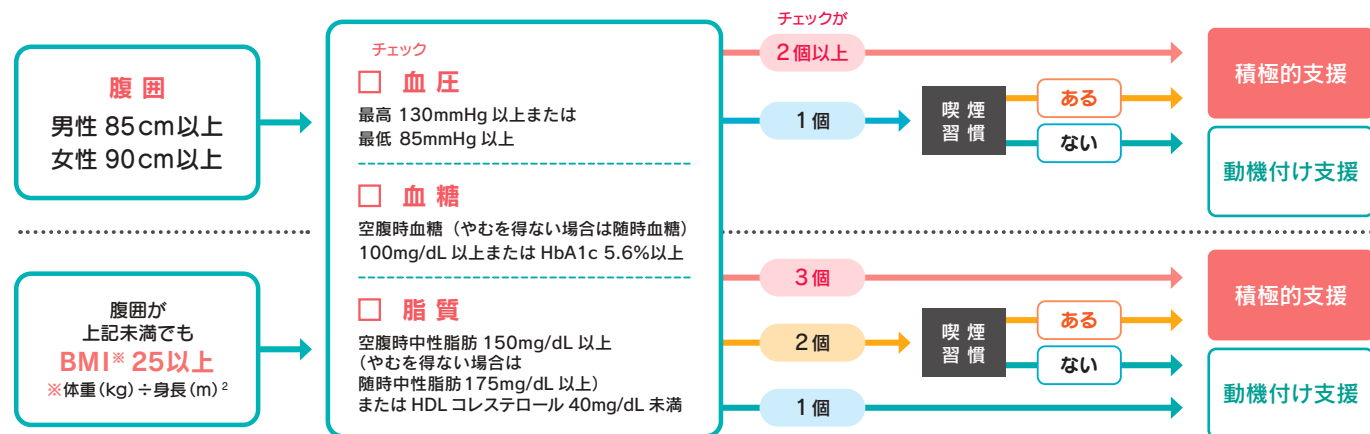 腹囲
男性 85cm以上
女性 90cm以上
腹囲が
上記未満でも
BMI※ 25以上
※体重(kg)÷身長(m)²
チェック
□ 血圧
最高 130mmHg 以上または
最低 85mmHg 以上
□ 血糖
空腹時血糖（やむを得ない場合は随時血糖）
100mg/dL 以上または HbA1c 5.6%以上
□ 脂質
空腹時中性脂肪 150mg/dL 以上
（やむを得ない場合は
随時中性脂肪175mg/dL 以上）
または HDL コレステロール 40mg/dL 未満
チェックが
2個以上
1個
喫煙
習慣
ある
ない
積極的支援
動機付け支援
3個
2個
1個
喫煙
習慣
ある
ない
積極的支援
動機付け支援